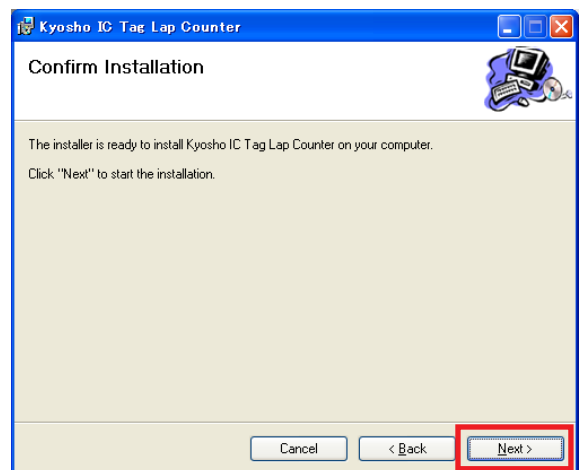 Kyosho IC Tag Lap Counter
Confirm Installation
The installer is ready to install Kyosho IC Tag Lap Counter on your computer.
Click "Next" to start the installation.
Cancel
< Back
Next >